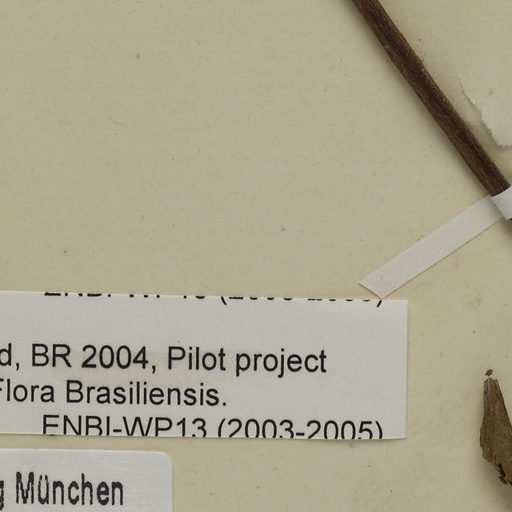 d, BR 2004, Pilot project
Flora Brasiliensis.
ENBI-WP13 (2003-2005)
g München